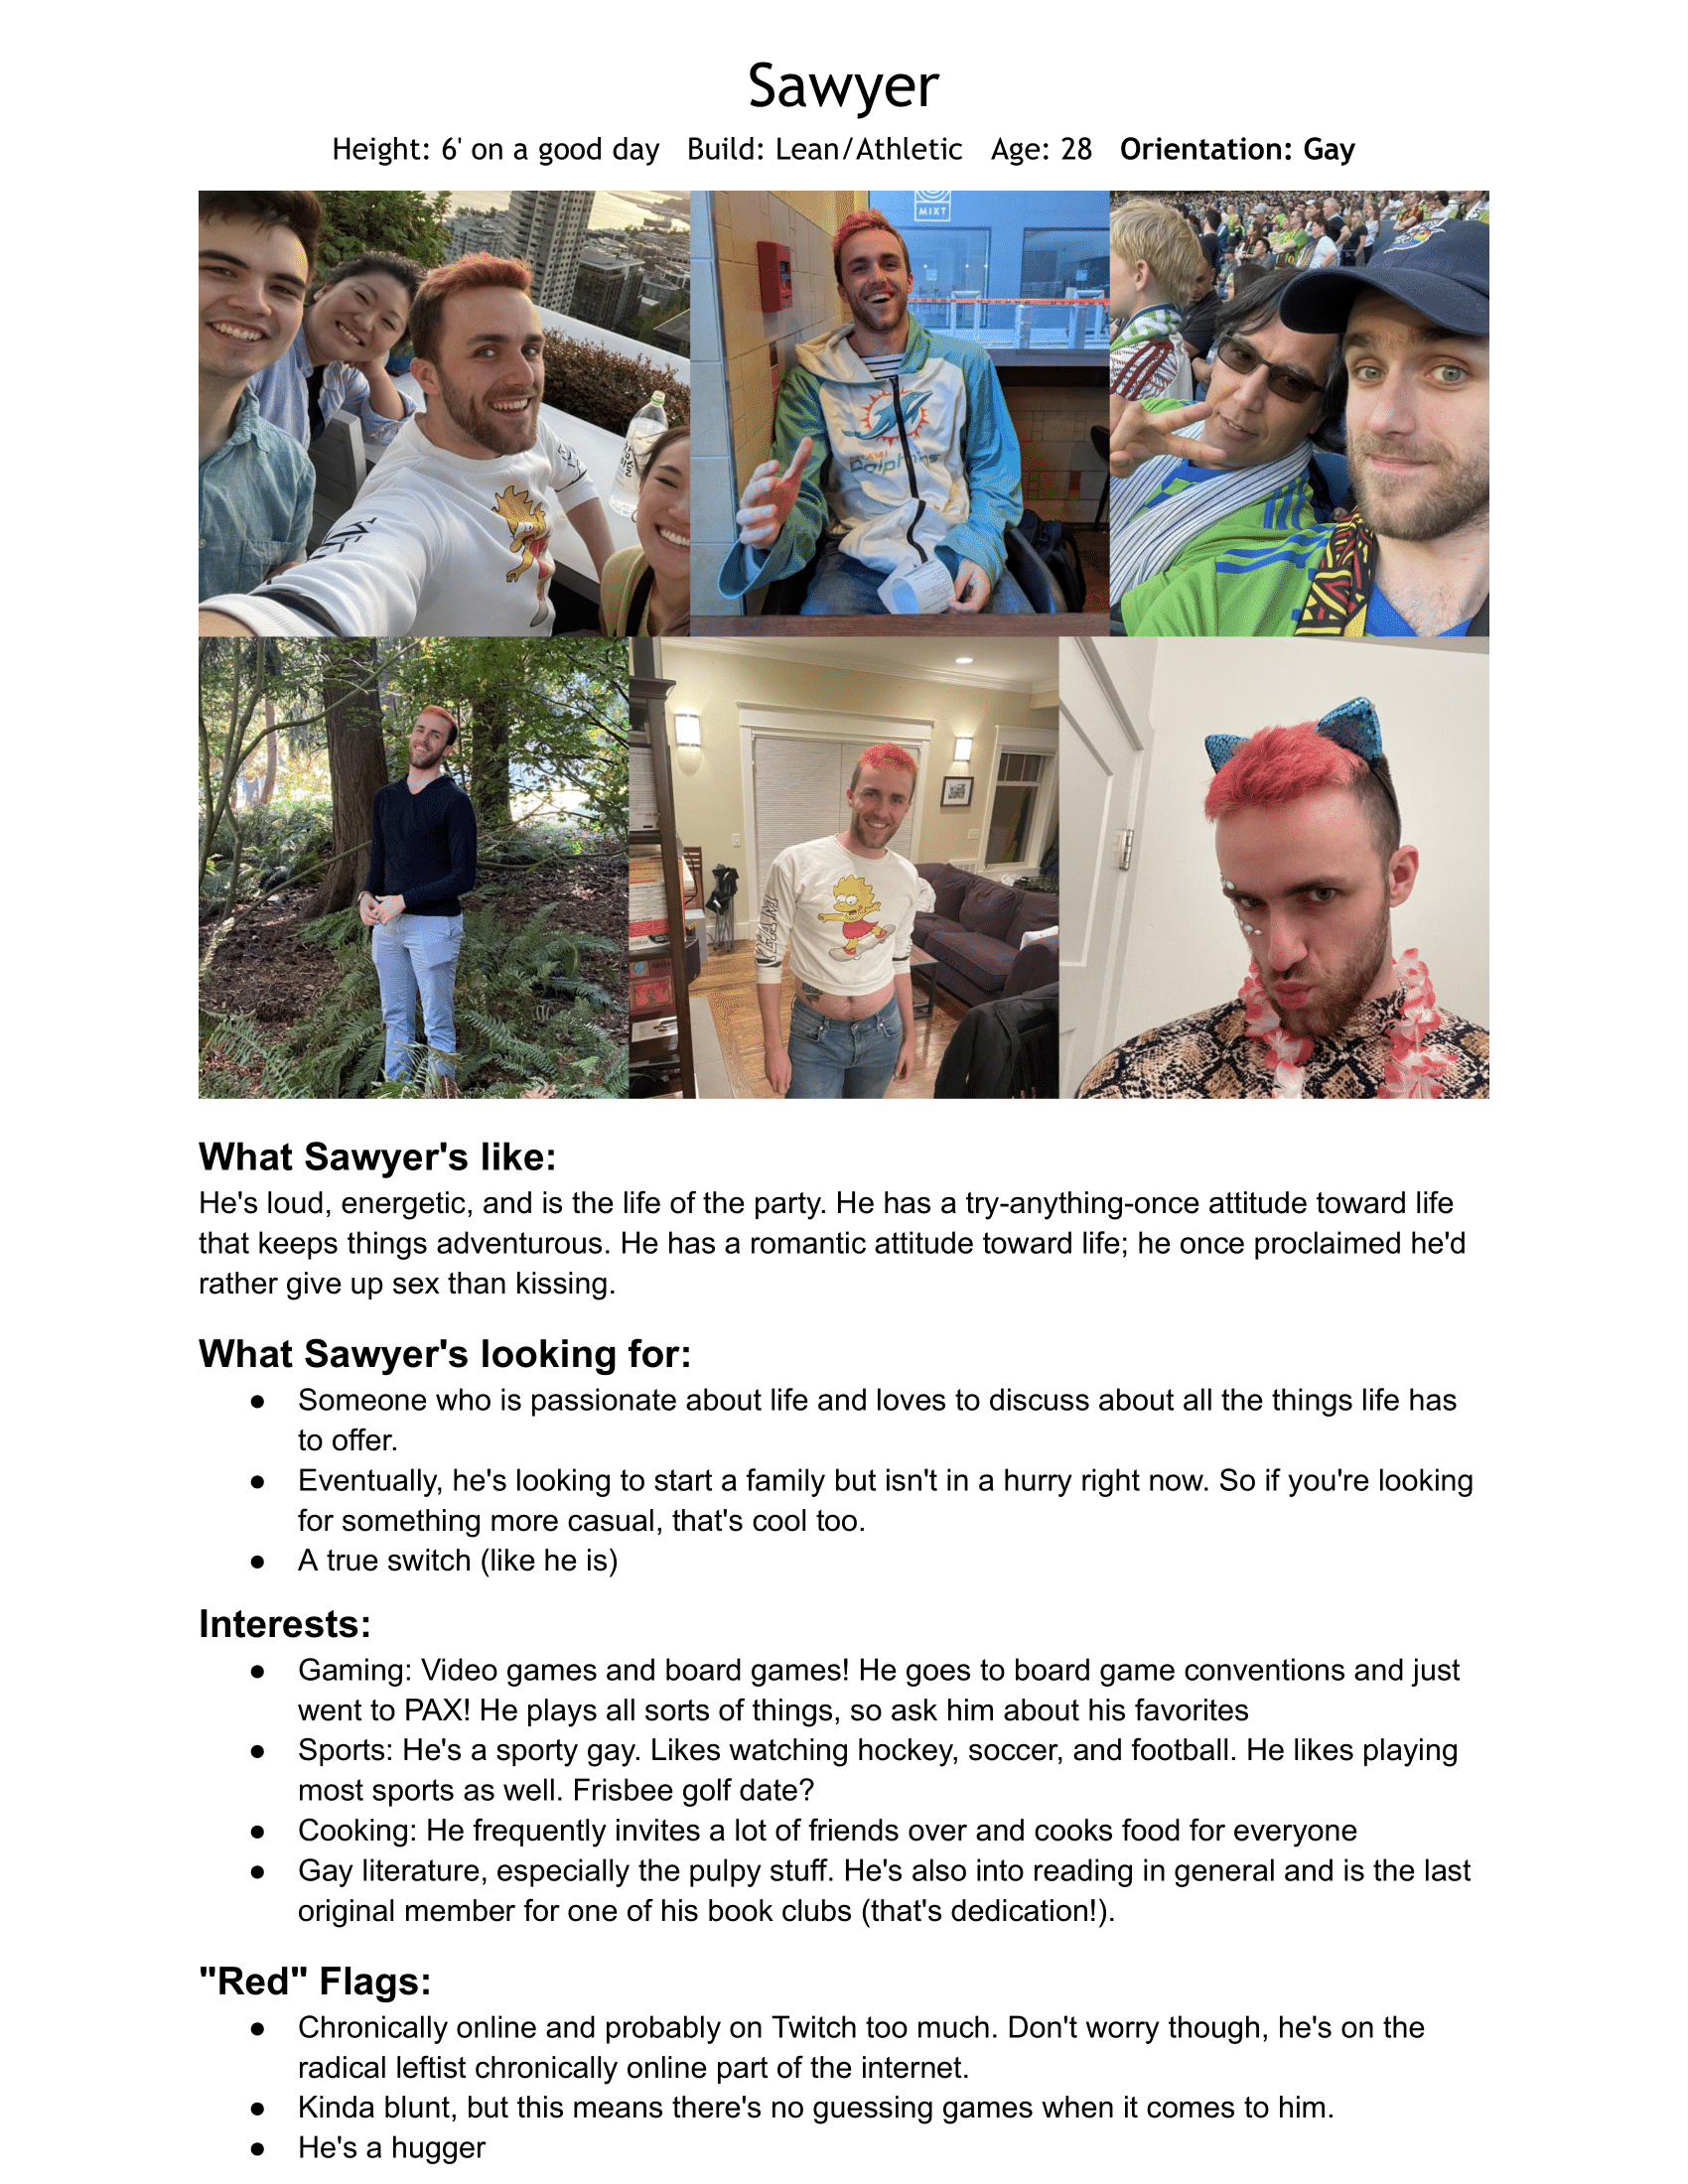 Sawyer
Height: 6' on a good day Build: Lean/Athletic Age: 28 Orientation: Gay
MIXT
Dolphins
What Sawyer's like:
He's loud, energetic, and is the life of the party. He has a try-anything-once attitude toward life
that keeps things adventurous. He has a romantic attitude toward life; he once proclaimed he'd
rather give up sex than kissing.
What Sawyer's looking for:
● Someone who is passionate about life and loves to discuss about all the things life has
to offer.
● Eventually, he's looking to start a family but isn't in a hurry right now. So if you're looking
for something more casual, that's cool too.
● A true switch (like he is)
Interests:
● Gaming: Video games and board games! He goes to board game conventions and just
went to PAX! He plays all sorts of things, so ask him about his favorites
● Sports: He's a sporty gay. Likes watching hockey, soccer, and football. He likes playing
most sports as well. Frisbee golf date?
● Cooking: He frequently invites a lot of friends over and cooks food for everyone
● Gay literature, especially the pulpy stuff. He's also into reading in general and is the last
original member for one of his book clubs (that's dedication!).
"Red" Flags:
● Chronically online and probably on Twitch too much. Don't worry though, he's on the
radical leftist chronically online part of the internet.
● Kinda blunt, but this means there's no guessing games when it comes to him.
● He's a hugger